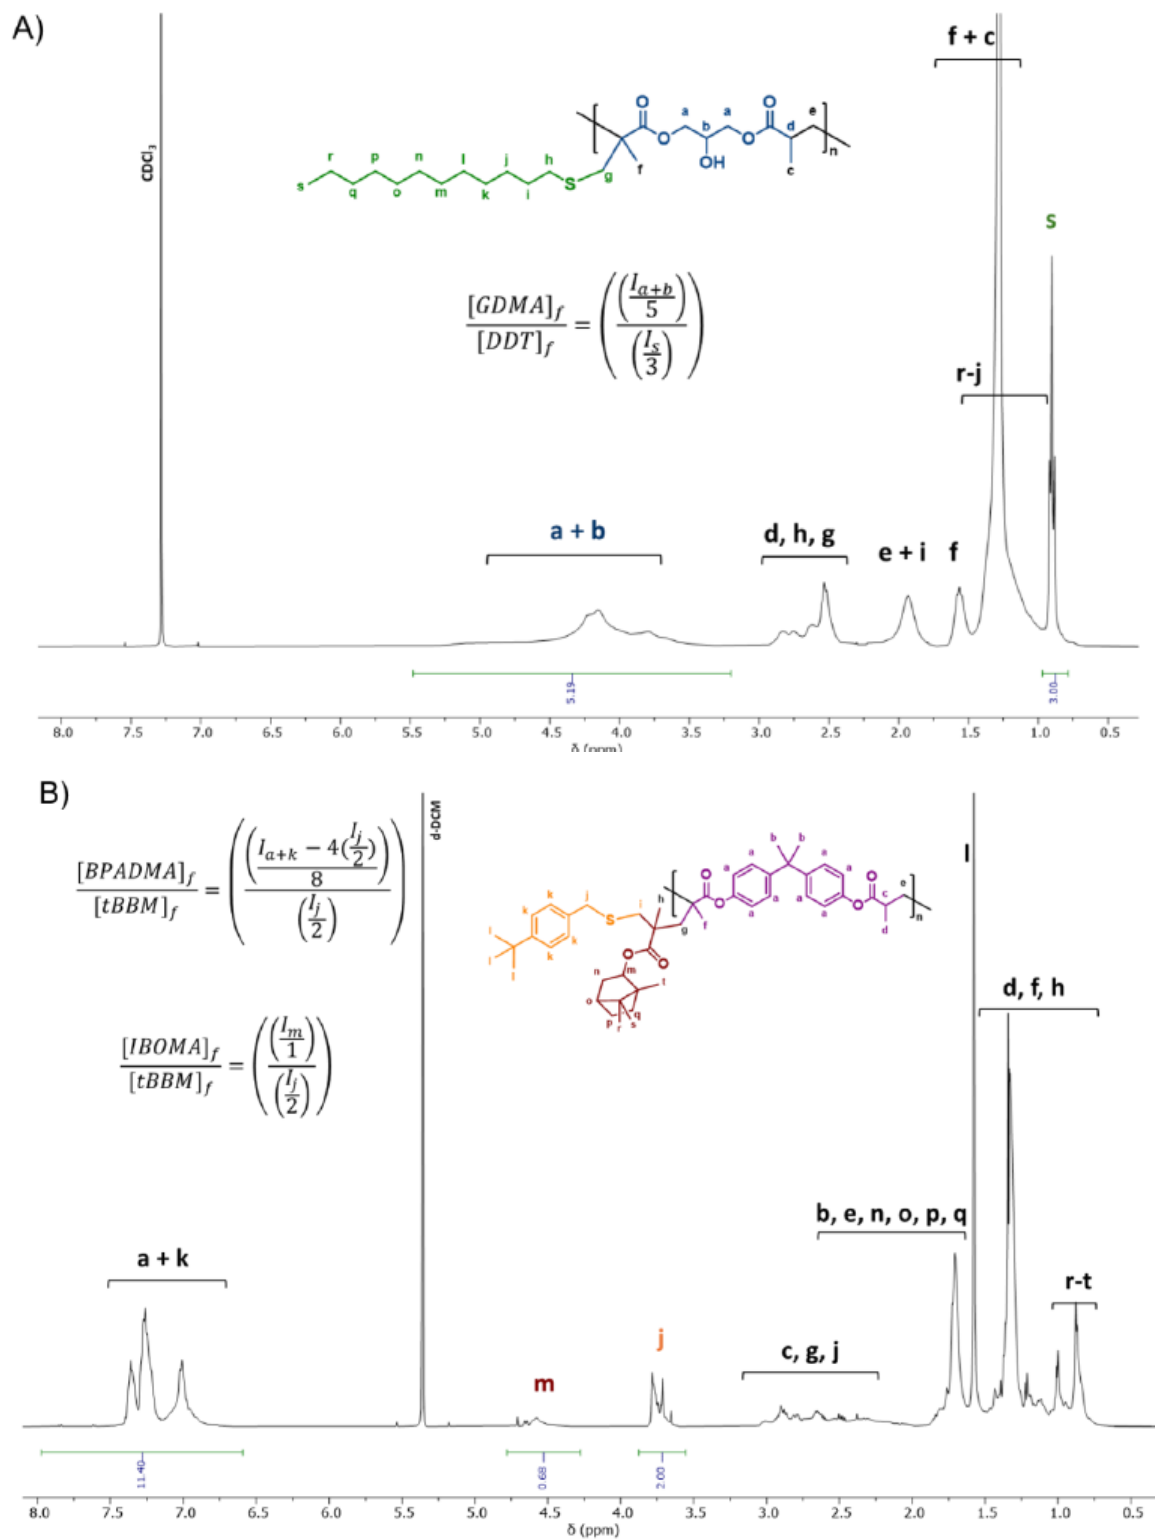 A)
f + c
CDCl3
O
O
a
a
e
b
d
O
O
n
OH
f
c
r
p
n
l
j
h
g
s
S
q
o
m
k
i
S
[GDMA]f / [DDT]f = ((Ia+b / 5) / (Is / 3))
r-j
a + b
d, h, g
e + i
f
5.19
3.00
8.0 7.5 7.0 6.5 6.0 5.5 5.0 4.5 4.0 3.5 3.0 2.5 2.0 1.5 1.0 0.5
δ (ppm)
B)
[BPADMA]f / [tBBM]f = (((Ia+k − 4(Ij / 2)) / 8) / (Ij / 2))
d-DCM
b
b
a
a
a
a
O
O
e
l
k
j
i
h
O
a
a
c
n
k
S
f
a
O
a
d
k
g
l
k
O
O
l
l
n
m
t
o
q
p
r
s
d, f, h
[IBOMA]f / [tBBM]f = ((Im / 1) / (Ij / 2))
b, e, n, o, p, q
a + k
r-t
j
c, g, j
m
11.40
0.68
2.00
8.0 7.5 7.0 6.5 6.0 5.5 5.0 4.5 4.0 3.5 3.0 2.5 2.0 1.5 1.0 0.5
δ (ppm)